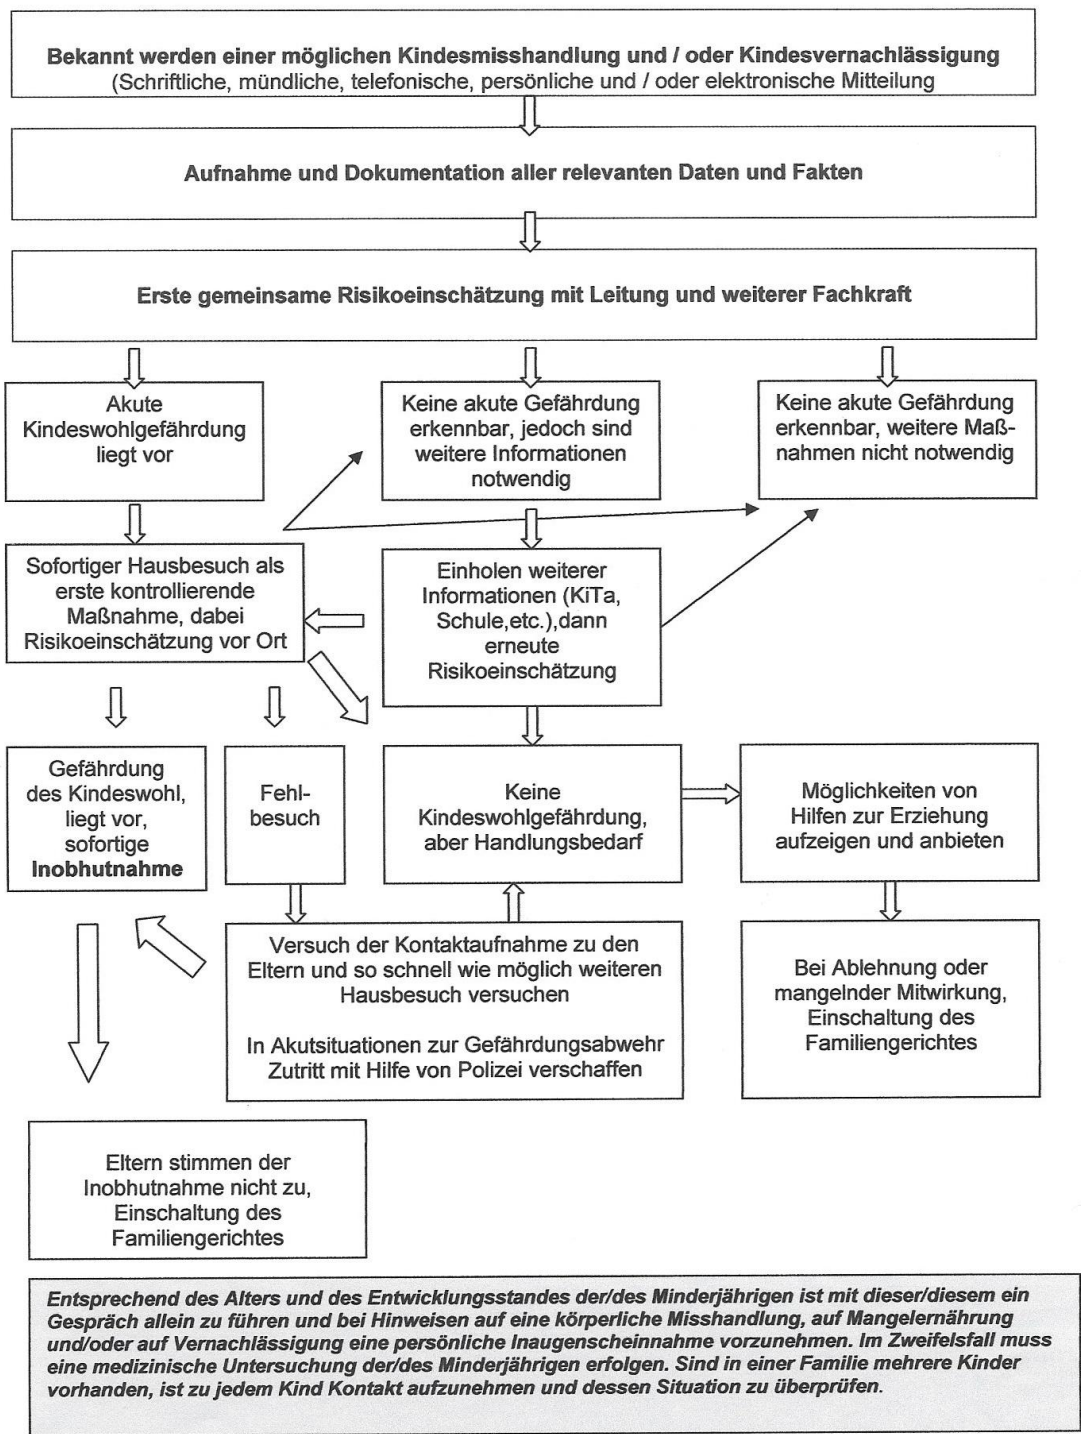 Bekannt werden einer möglichen Kindesmisshandlung und / oder Kindesvernachlässigung
(Schriftliche, mündliche, telefonische, persönliche und / oder elektronische Mitteilung
Aufnahme und Dokumentation aller relevanten Daten und Fakten
Erste gemeinsame Risikoeinschätzung mit Leitung und weiterer Fachkraft
Akute
Kindeswohlgefährdung
liegt vor
Keine akute Gefährdung
erkennbar, jedoch sind
weitere Informationen
notwendig
Keine akute Gefährdung
erkennbar, weitere Maß-
nahmen nicht notwendig
Sofortiger Hausbesuch als
erste kontrollierende
Maßnahme, dabei
Risikoeinschätzung vor Ort
Einholen weiterer
Informationen (KiTa,
Schule,etc.),dann
erneute
Risikoeinschätzung
Gefährdung
des Kindeswohl,
liegt vor,
sofortige
Inobhutnahme
Fehl-
besuch
Keine
Kindeswohlgefährdung,
aber Handlungsbedarf
Möglichkeiten von
Hilfen zur Erziehung
aufzeigen und anbieten
Versuch der Kontaktaufnahme zu den
Eltern und so schnell wie möglich weiteren
Hausbesuch versuchen
In Akutsituationen zur Gefährdungsabwehr
Zutritt mit Hilfe von Polizei verschaffen
Bei Ablehnung oder
mangelnder Mitwirkung,
Einschaltung des
Familiengerichtes
Eltern stimmen der
Inobhutnahme nicht zu,
Einschaltung des
Familiengerichtes
Entsprechend des Alters und des Entwicklungsstandes der/des Minderjährigen ist mit dieser/diesem ein
Gespräch allein zu führen und bei Hinweisen auf eine körperliche Misshandlung, auf Mangelernährung
und/oder auf Vernachlässigung eine persönliche Inaugenscheinnahme vorzunehmen. Im Zweifelsfall muss
eine medizinische Untersuchung der/des Minderjährigen erfolgen. Sind in einer Familie mehrere Kinder
vorhanden, ist zu jedem Kind Kontakt aufzunehmen und dessen Situation zu überprüfen.